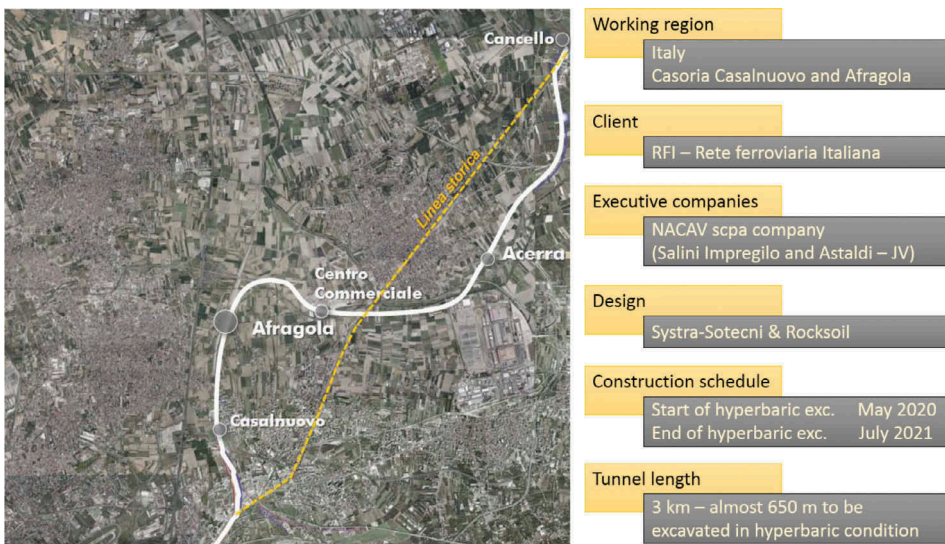 Cancello
Linea storica
Acerra
Centro
Commerciale
Afragola
Casalnuovo
Working region
Italy
Casoria Casalnuovo and Afragola
Client
RFI – Rete ferroviaria Italiana
Executive companies
NACAV scpa company
(Salini Impregilo and Astaldi – JV)
Design
Systra-Sotecni & Rocksoil
Construction schedule
Start of hyperbaric exc. May 2020
End of hyperbaric exc. July 2021
Tunnel length
3 km – almost 650 m to be
excavated in hyperbaric condition